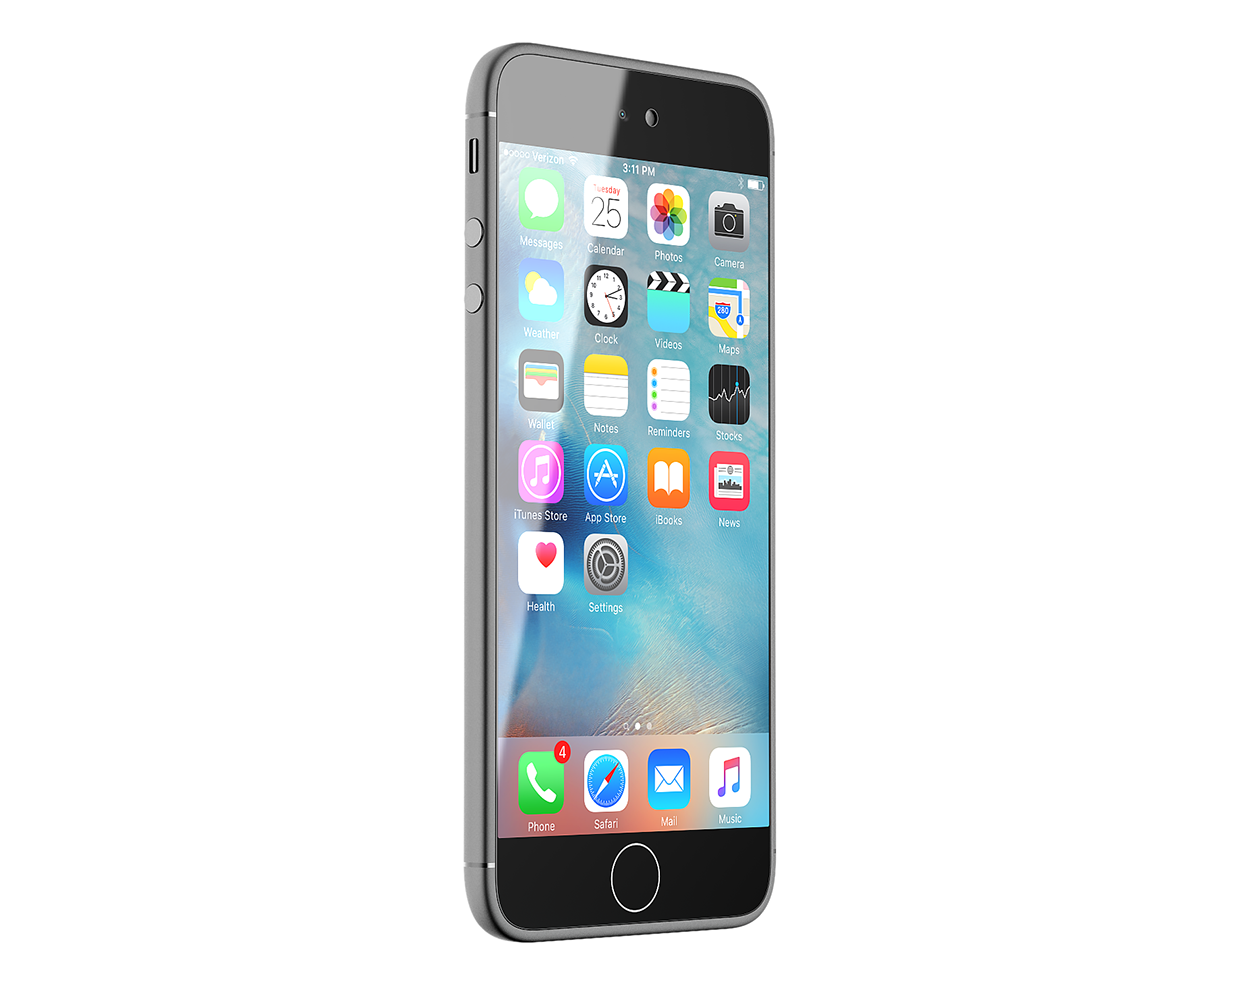 Verizon
3:11 PM
Tuesday
25
Messages
Calendar
Photos
Camera
12
280
Weather
Clock
Videos
Maps
Wallet
Notes
Reminders
Stocks
iTunes Store
App Store
iBooks
News
Health
Settings
4
Phone
Safari
Mail
Music